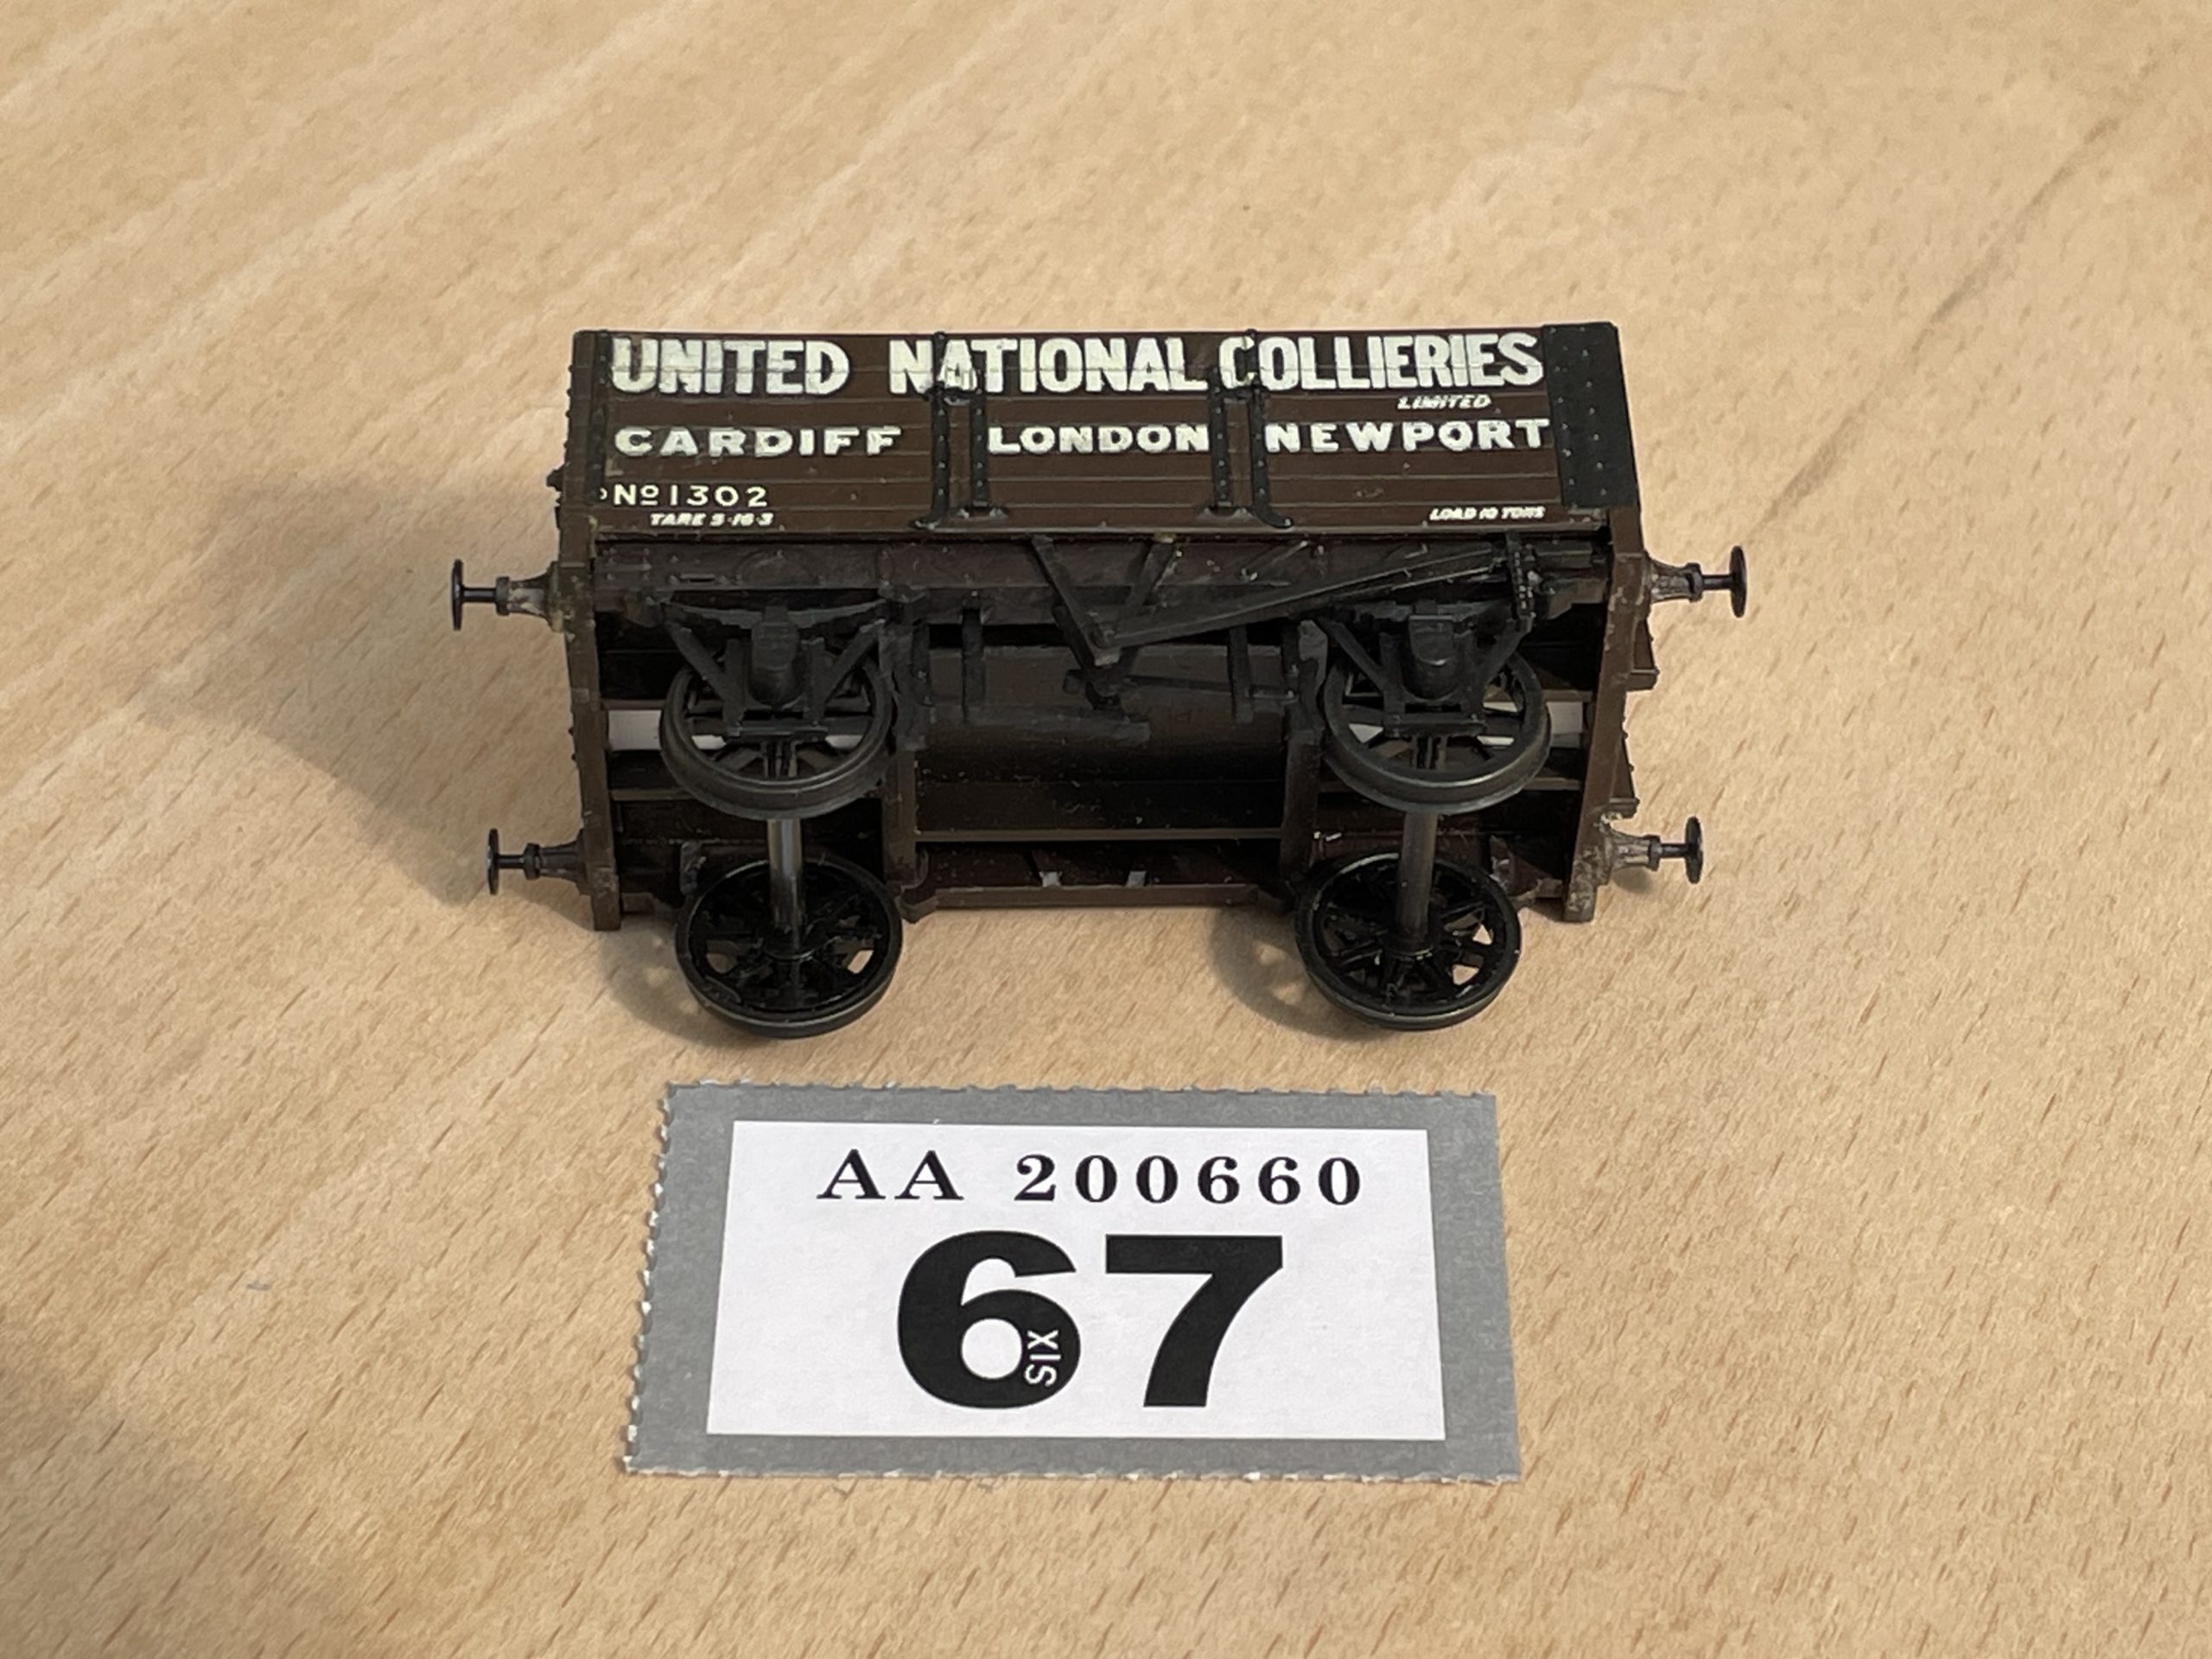 UNITED NATIONAL COLLIERIES
LIMITED
CARDIFF LONDON NEWPORT
Nº 1302
TARE 5·16·3
LOAD 10 TONS
AA 200660
67
SIX